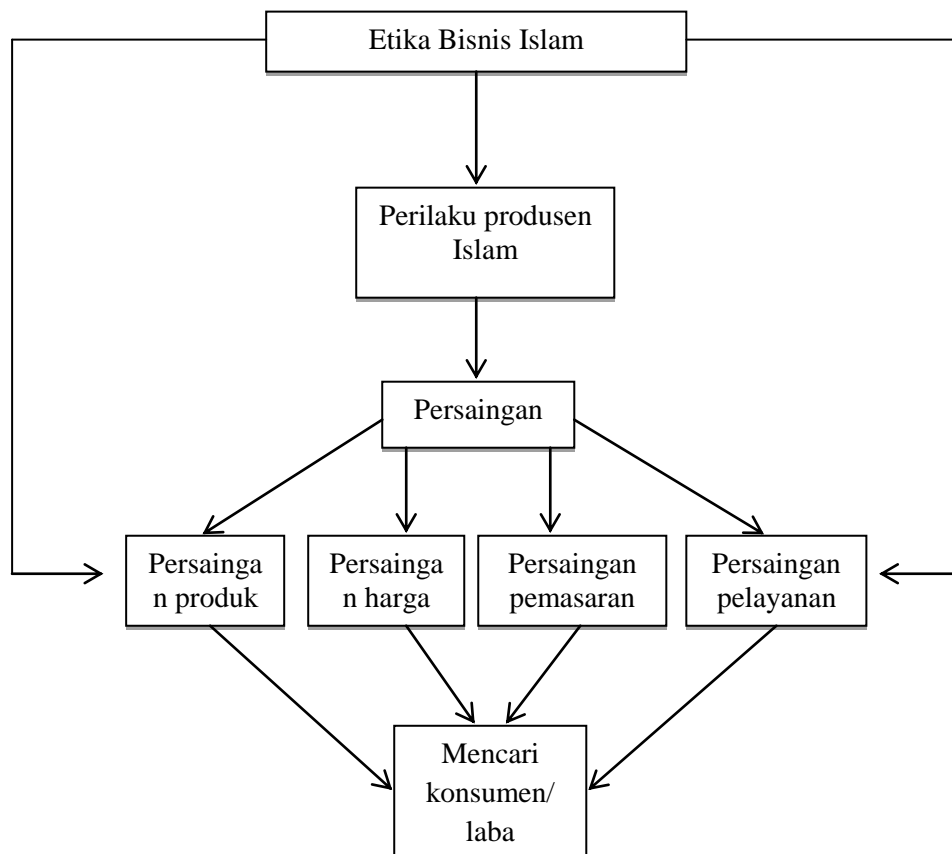 Etika Bisnis Islam
Perilaku produsen
Islam
Persaingan
Persainga
n produk
Persainga
n harga
Persaingan
pemasaran
Persaingan
pelayanan
Mencari
konsumen/
laba